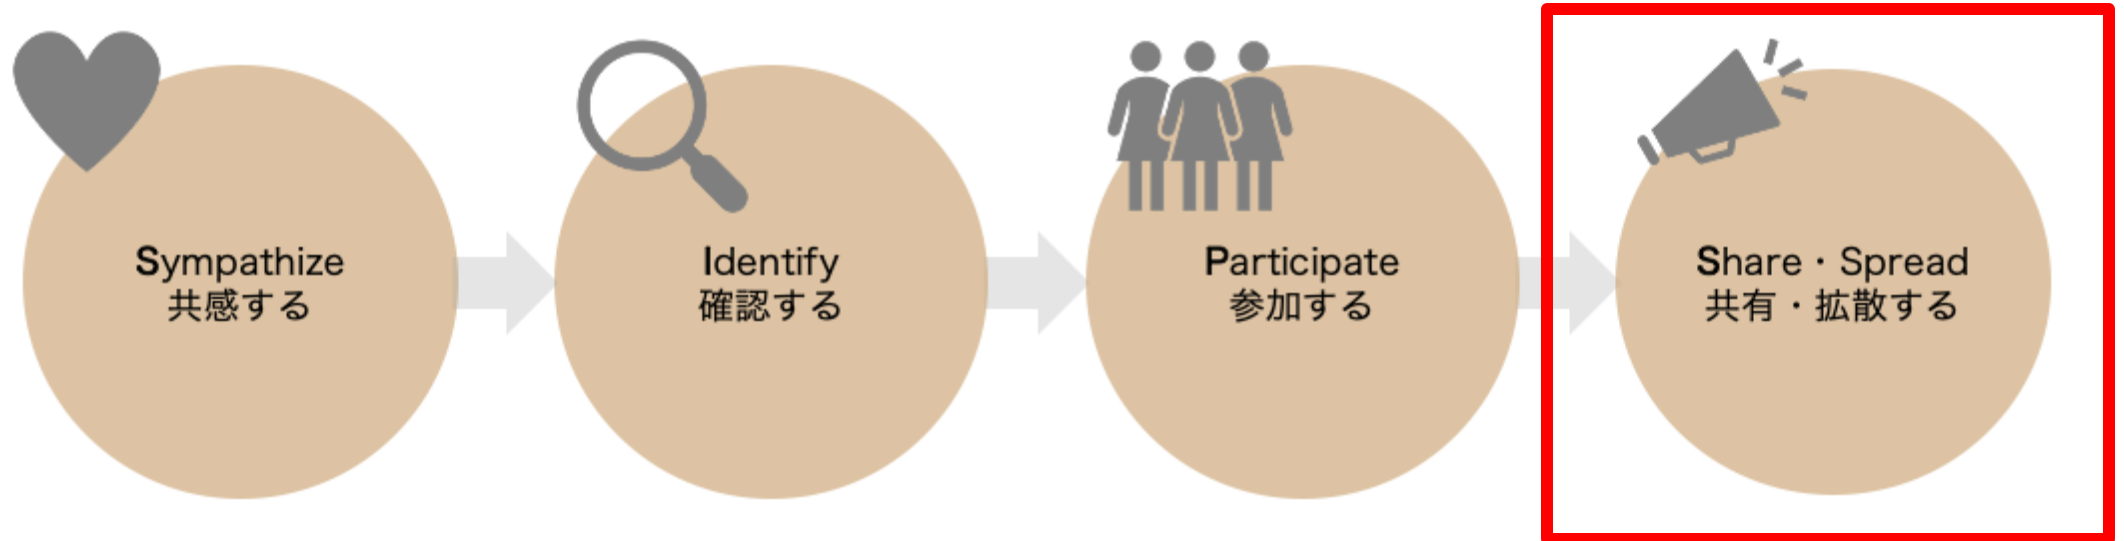 Sympathize
共感する
Identify
確認する
Participate
参加する
Share・Spread
共有・拡散する